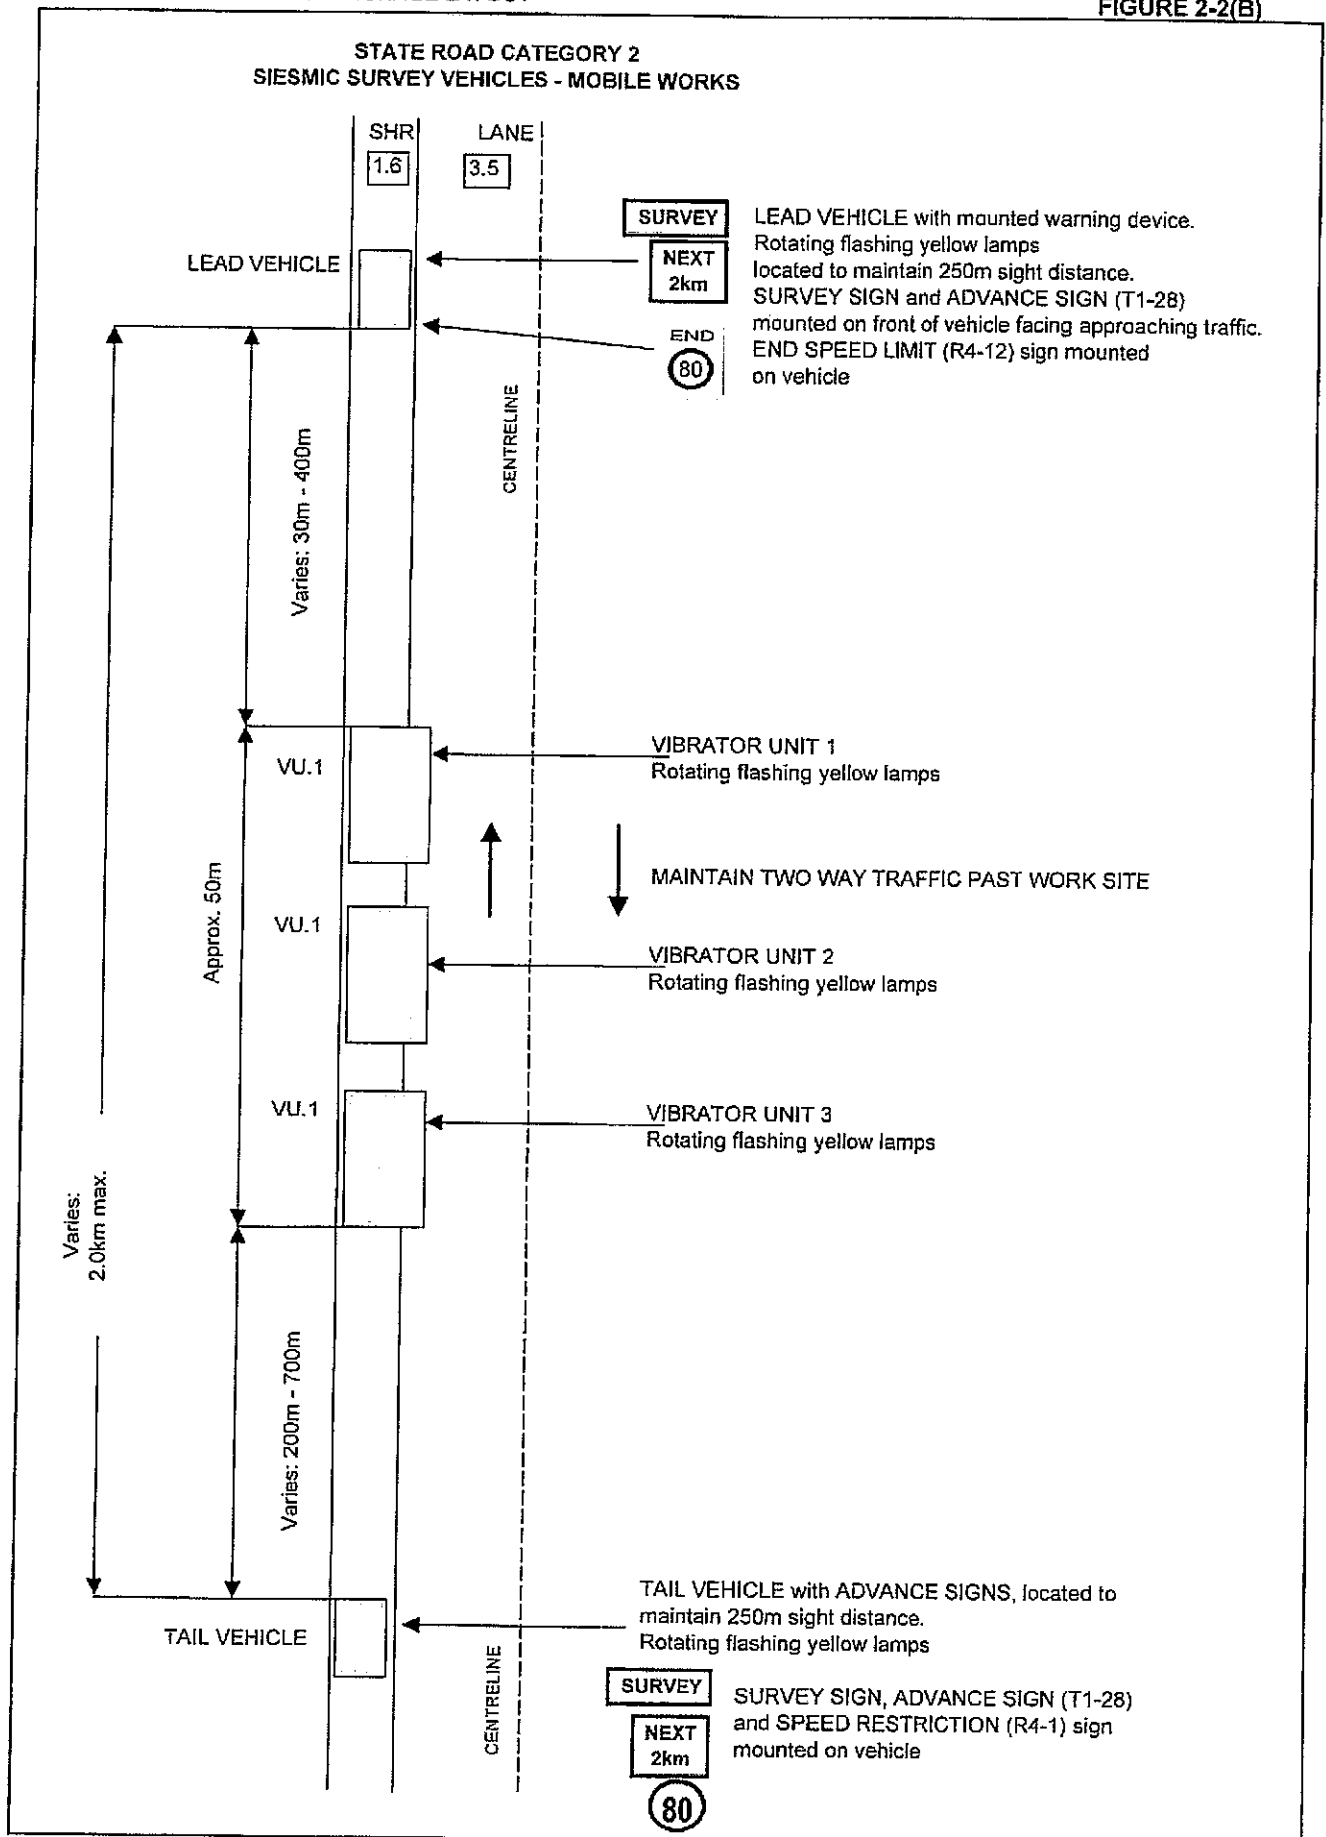 FIGURE 2-2(B)
STATE ROAD CATEGORY 2
SIESMIC SURVEY VEHICLES - MOBILE WORKS
SHR
LANE
1.6
3.5
SURVEY
NEXT
2km
LEAD VEHICLE with mounted warning device.
Rotating flashing yellow lamps
located to maintain 250m sight distance.
SURVEY SIGN and ADVANCE SIGN (T1-28)
mounted on front of vehicle facing approaching traffic.
END SPEED LIMIT (R4-12) sign mounted
on vehicle
LEAD VEHICLE
END
80
CENTRELINE
Varies: 30m - 400m
VU.1
VIBRATOR UNIT 1
Rotating flashing yellow lamps
MAINTAIN TWO WAY TRAFFIC PAST WORK SITE
Approx. 50m
VU.1
VIBRATOR UNIT 2
Rotating flashing yellow lamps
VU.1
VIBRATOR UNIT 3
Rotating flashing yellow lamps
Varies:
2.0km max.
Varies: 200m - 700m
TAIL VEHICLE
TAIL VEHICLE with ADVANCE SIGNS, located to
maintain 250m sight distance.
Rotating flashing yellow lamps
CENTRELINE
SURVEY
NEXT
2km
80
SURVEY SIGN, ADVANCE SIGN (T1-28)
and SPEED RESTRICTION (R4-1) sign
mounted on vehicle